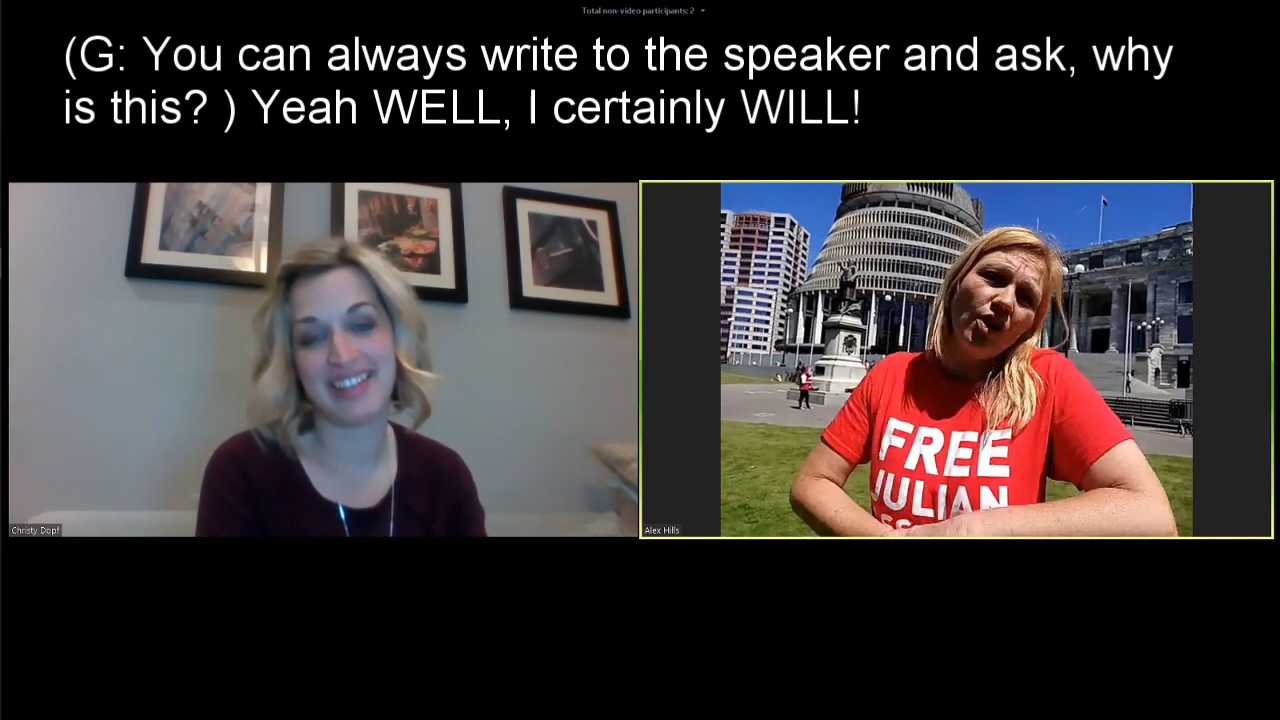 Total non-video participants: 2
(G: You can always write to the speaker and ask, why
is this? ) Yeah WELL, I certainly WILL!
FREE
JULIAN
Christy Dopf
Alex Hills